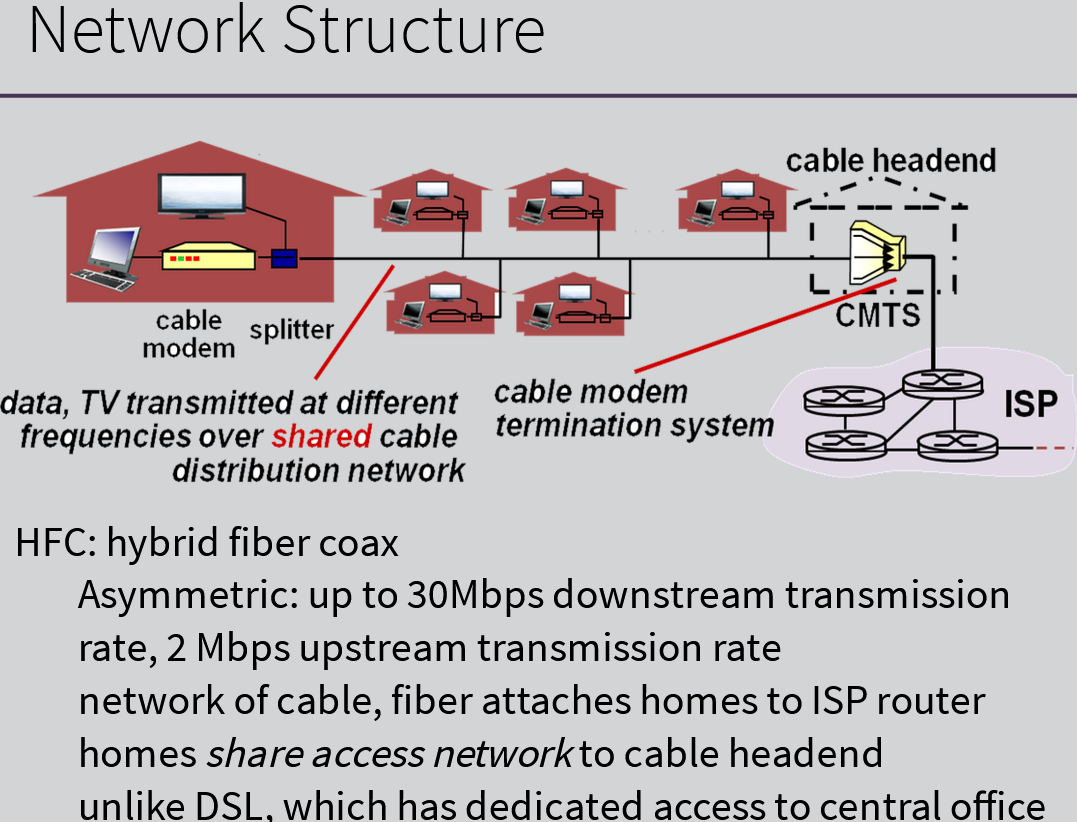 Network Structure
cable headend
cable
modem
splitter
CMTS
data, TV transmitted at different
frequencies over shared cable
distribution network
cable modem
termination system
ISP
HFC: hybrid fiber coax
Asymmetric: up to 30Mbps downstream transmission
rate, 2 Mbps upstream transmission rate
network of cable, fiber attaches homes to ISP router
homes share access network to cable headend
unlike DSL, which has dedicated access to central office